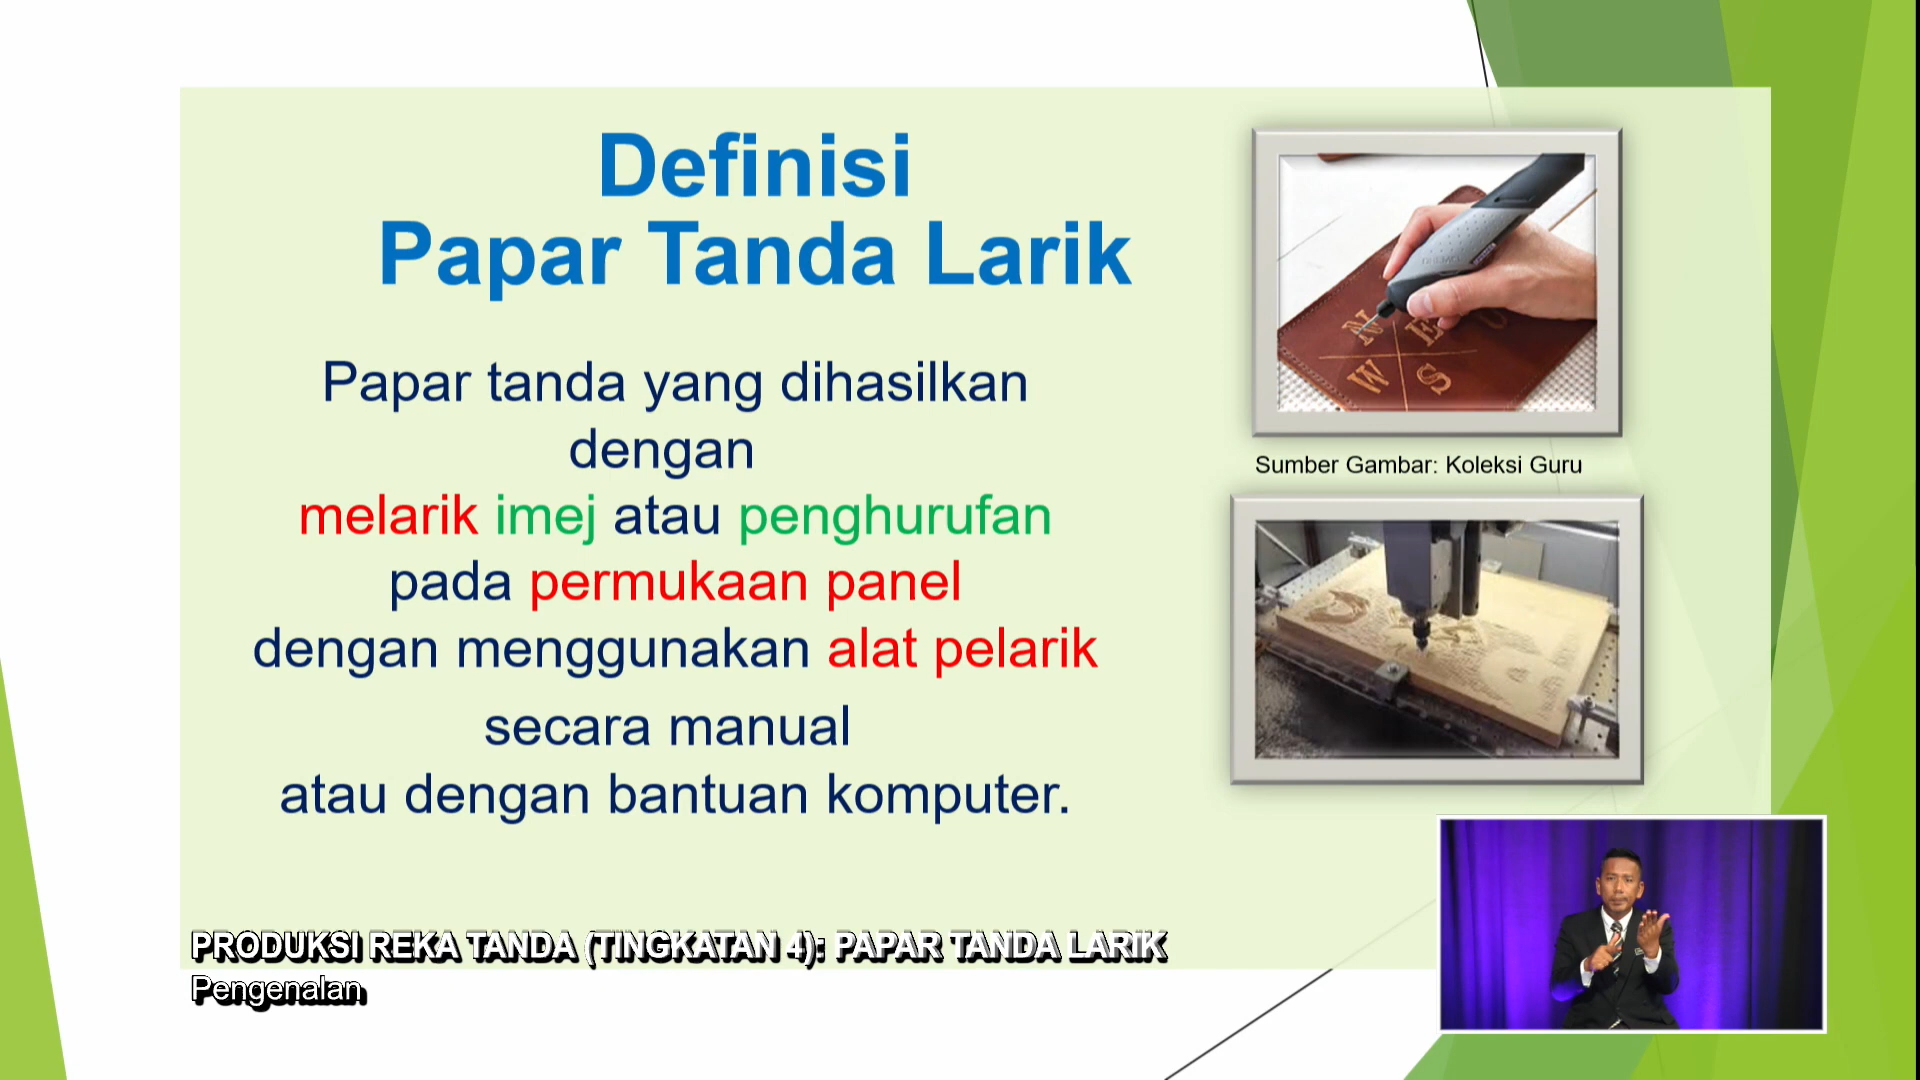 Definisi
Papar Tanda Larik
Papar tanda yang dihasilkan
dengan
melarik imej atau penghurufan
pada permukaan panel
dengan menggunakan alat pelarik
secara manual
atau dengan bantuan komputer.
N
E
W
S
Sumber Gambar: Koleksi Guru
PRODUKSI REKA TANDA (TINGKATAN 4): PAPAR TANDA LARIK
Pengenalan